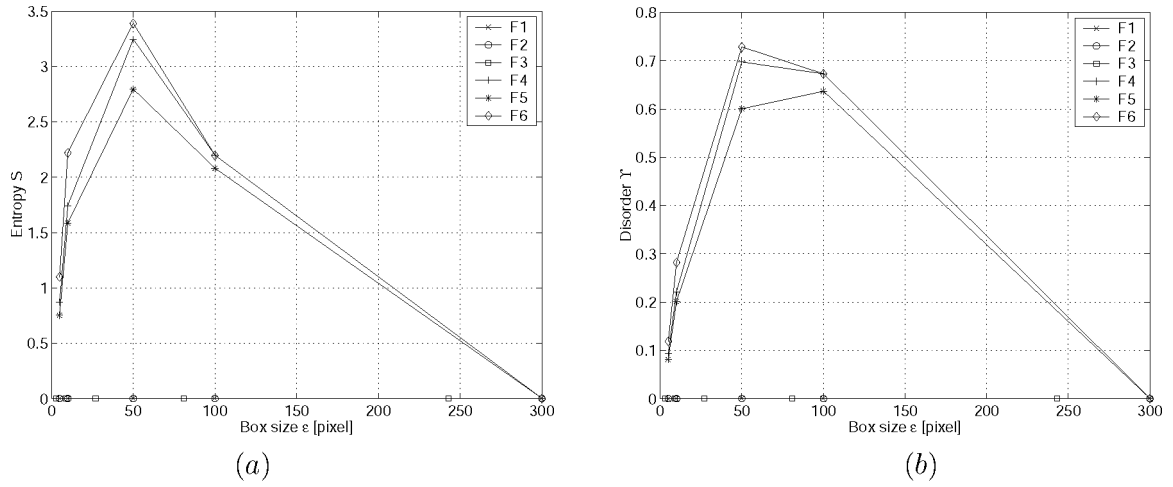 3.5
3
2.5
2
1.5
1
0.5
0
Entropy S
0
50
100
150
200
250
300
Box size ε [pixel]
F1
F2
F3
F4
F5
F6
(a)
0.8
0.7
0.6
0.5
0.4
0.3
0.2
0.1
0
Disorder ϒ
0
50
100
150
200
250
300
Box size ε [pixel]
F1
F2
F3
F4
F5
F6
(b)